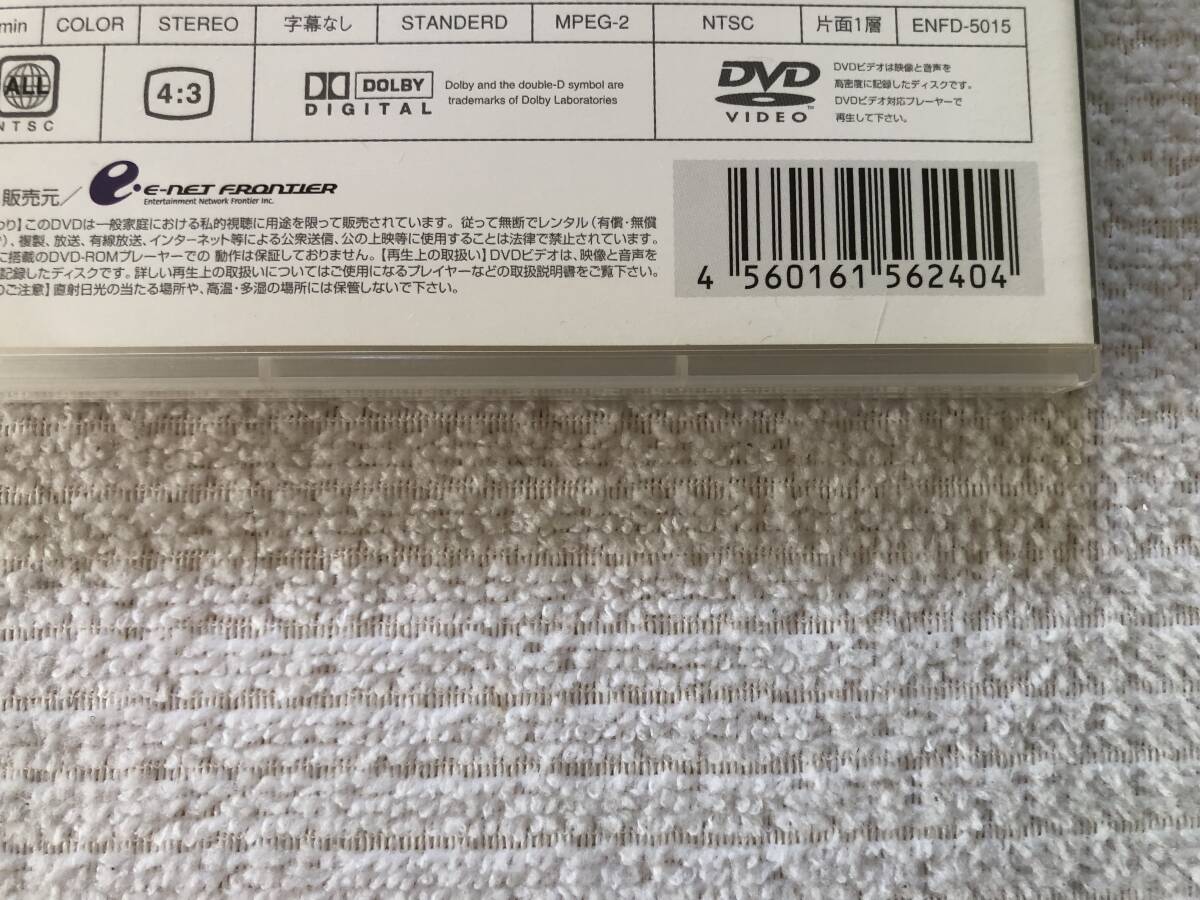 min COLOR STEREO 字幕なし STANDERD MPEG-2 NTSC 片面1層 ENFD-5015
ALL
NTSC
4:3
DOLBY
DIGITAL
Dolby and the double-D symbol are
trademarks of Dolby Laboratories
DVD
VIDEO™
DVDビデオは映像と音声を
高密度に記録したディスクです。
DVDビデオ対応プレーヤーで
再生して下さい。
販売元／
e-NET FRONTIER
Entertainment Network Frontier Inc.
わり】このDVDは一般家庭における私的視聴に用途を限って販売されています。従って無断でレンタル(有償・無償
)、複製、放送、有線放送、インターネット等による公衆送信、公の上映等に使用することは法律で禁止されています。
に搭載のDVD-ROMプレーヤーでの 動作は保証しておりません。【再生上の取扱い】DVDビデオは、映像と音声を
記録したディスクです。詳しい再生上の取扱いについてはご使用になるプレイヤーなどの取扱説明書をご覧下さい。
のご注意】直射日光の当たる場所や、高温・多湿の場所には保管しないで下さい。
4 560161 562404